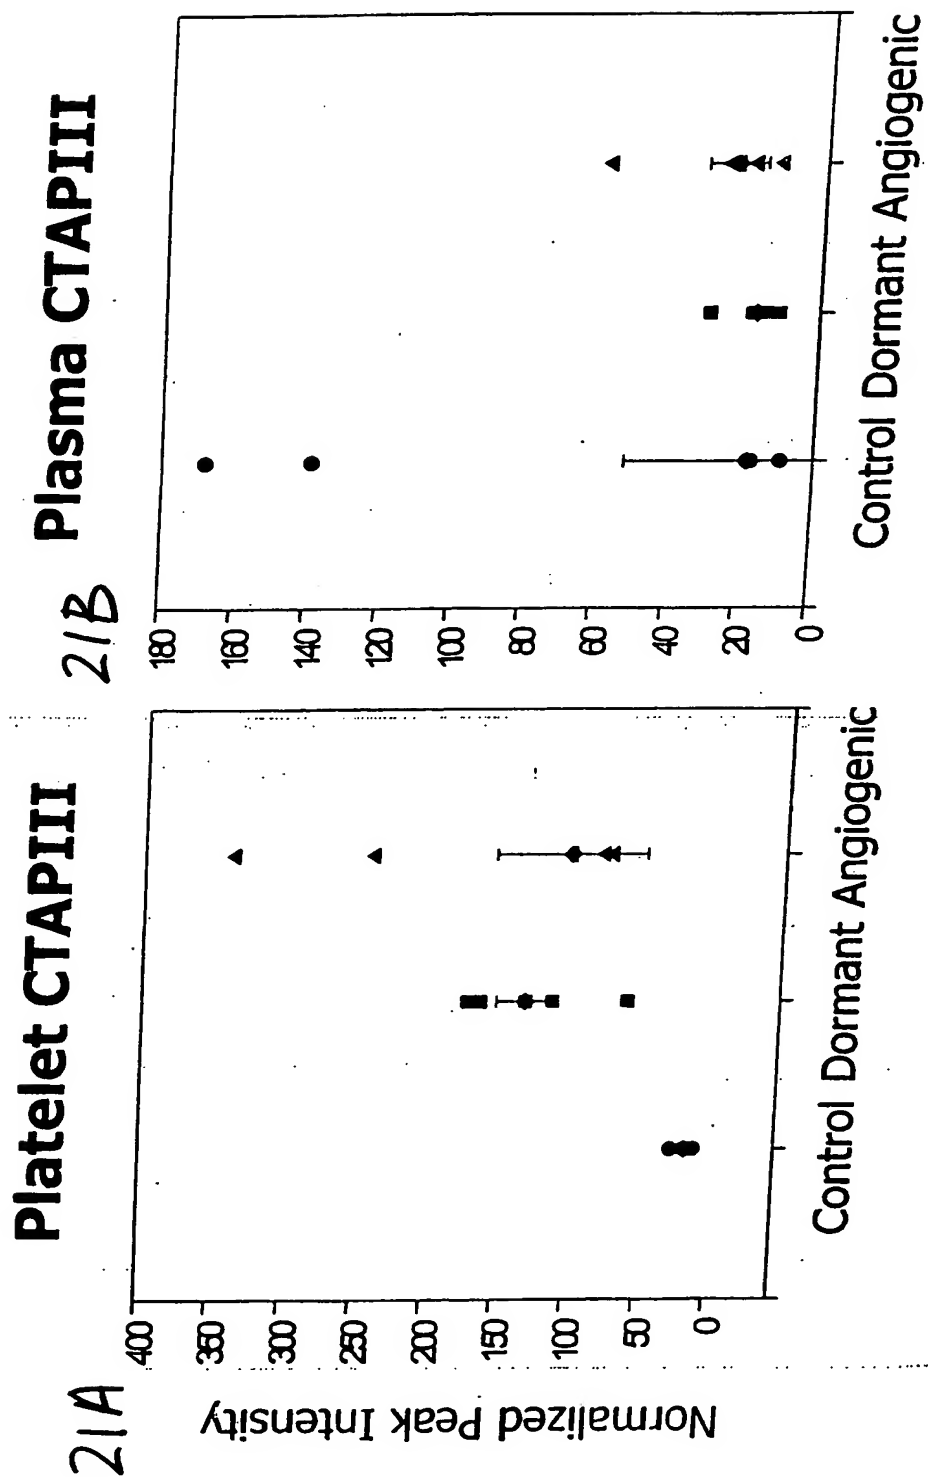 21A
Platelet CTAPIII
Normalized Peak Intensity
400
350
300
250
200
150
100
50
0
Control Dormant Angiogenic
21B
Plasma CTAPIII
180
160
140
120
100
80
60
40
20
0
Control Dormant Angiogenic